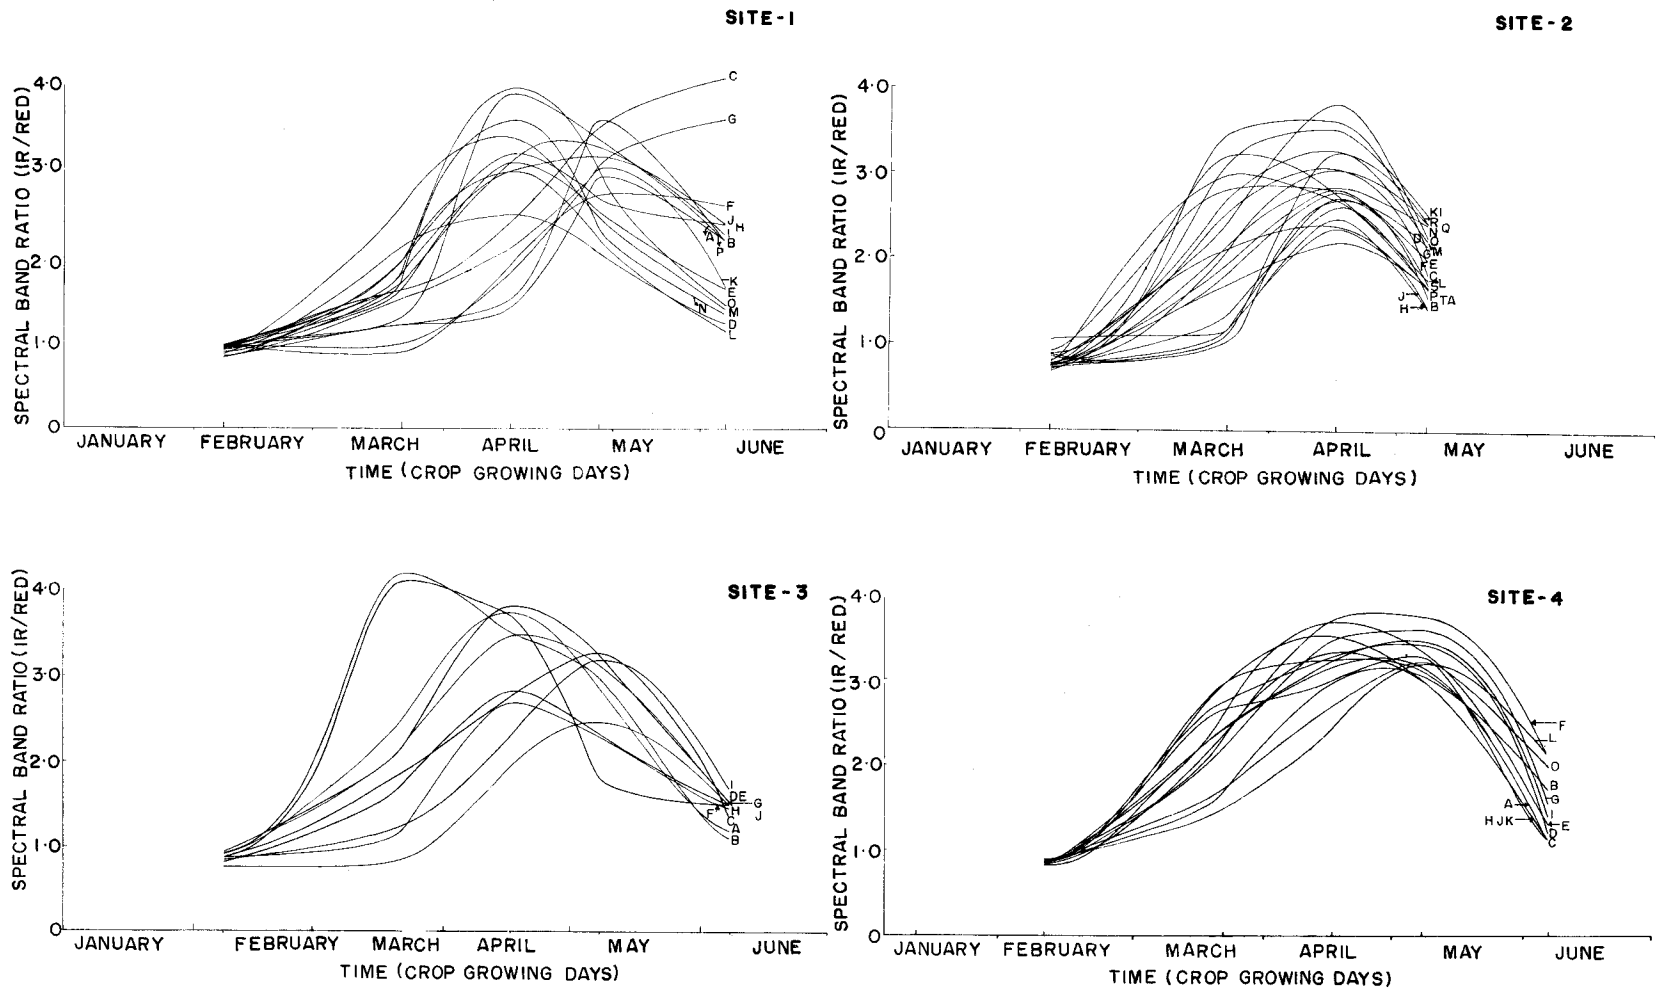 SITE-1
SPECTRAL BAND RATIO (IR/RED)
4·0
3·0
2·0
1·0
0
C
G
F
J
H
I
A
B
P
K
E
O
N
M
D
L
JANUARY FEBRUARY MARCH APRIL MAY JUNE
TIME (CROP GROWING DAYS)
SITE-2
SPECTRAL BAND RATIO (IR/RED)
4·0
3·0
2·0
1·0
0
KI
R
Q
N
D
O
M
G
F
E
C
L
S
J
P
TA
H
B
JANUARY FEBRUARY MARCH APRIL MAY JUNE
TIME (CROP GROWING DAYS)
SITE-3
SPECTRAL BAND RATIO (IR/RED)
4·0
3·0
2·0
1·0
0
I
DE
G
F
H
J
C
A
B
JANUARY FEBRUARY MARCH APRIL MAY JUNE
TIME (CROP GROWING DAYS)
SITE-4
SPECTRAL BAND RATIO (IR/RED)
4·0
3·0
2·0
1·0
0
F
L
O
B
G
A
I
HJK
E
D
C
JANUARY FEBRUARY MARCH APRIL MAY JUNE
TIME (CROP GROWING DAYS)